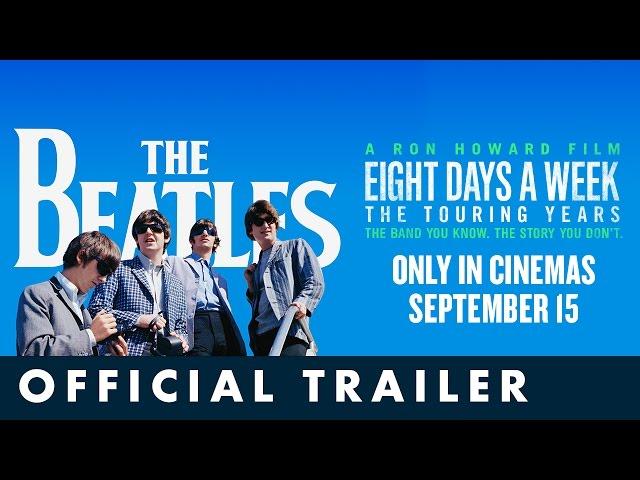 THE
BEATLES
A RON HOWARD FILM
EIGHT DAYS A WEEK
THE TOURING YEARS
THE BAND YOU KNOW. THE STORY YOU DON'T.
ONLY IN CINEMAS
SEPTEMBER 15
OFFICIAL TRAILER